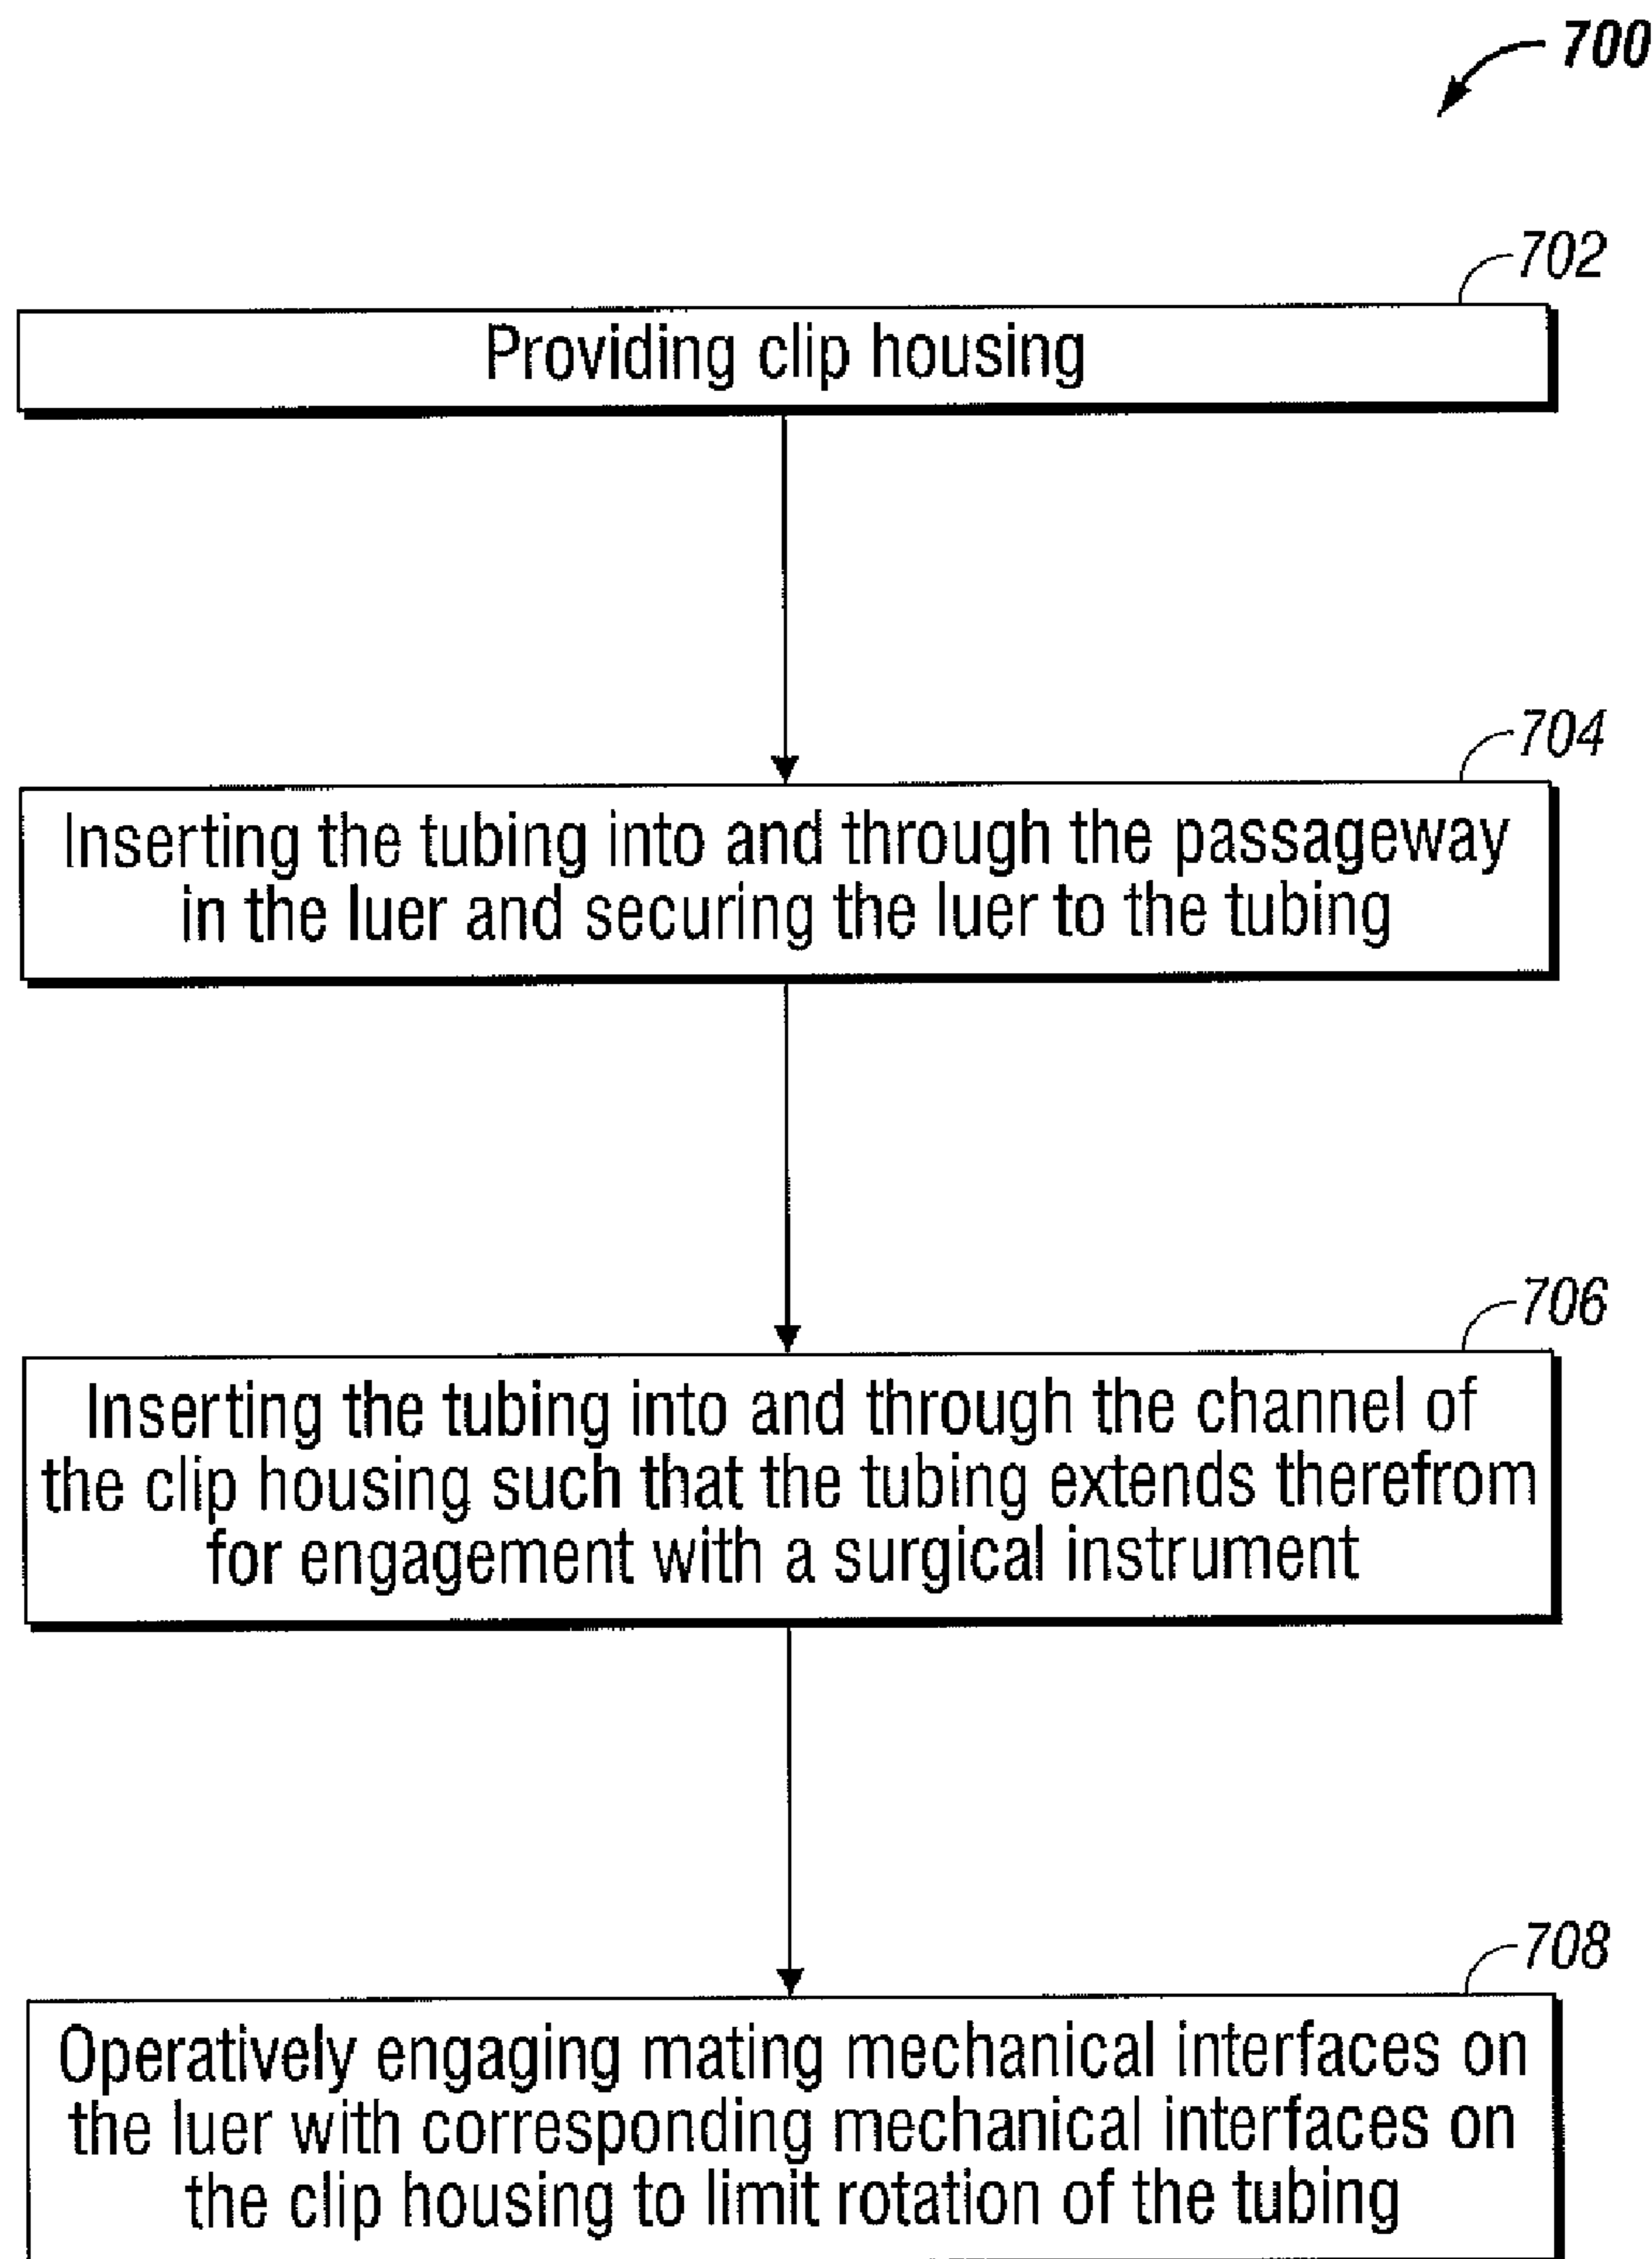 700
702
Providing clip housing
704
Inserting the tubing into and through the passageway
in the luer and securing the luer to the tubing
706
Inserting the tubing into and through the channel of
the clip housing such that the tubing extends therefrom
for engagement with a surgical instrument
708
Operatively engaging mating mechanical interfaces on
the luer with corresponding mechanical interfaces on
the clip housing to limit rotation of the tubing